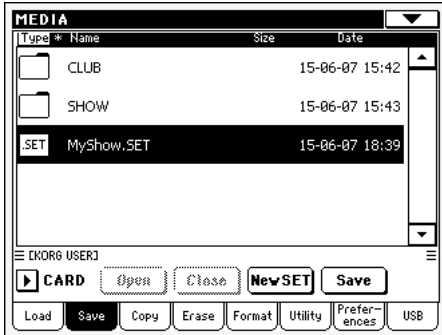 MEDIA
Type * Name Size Date
CLUB 15-06-07 15:42
SHOW 15-06-07 15:43
.SET MyShow.SET 15-06-07 18:39
[KORG USER]
CARD Open Close New SET Save
Load Save Copy Erase Format Utility Prefer-ences USB